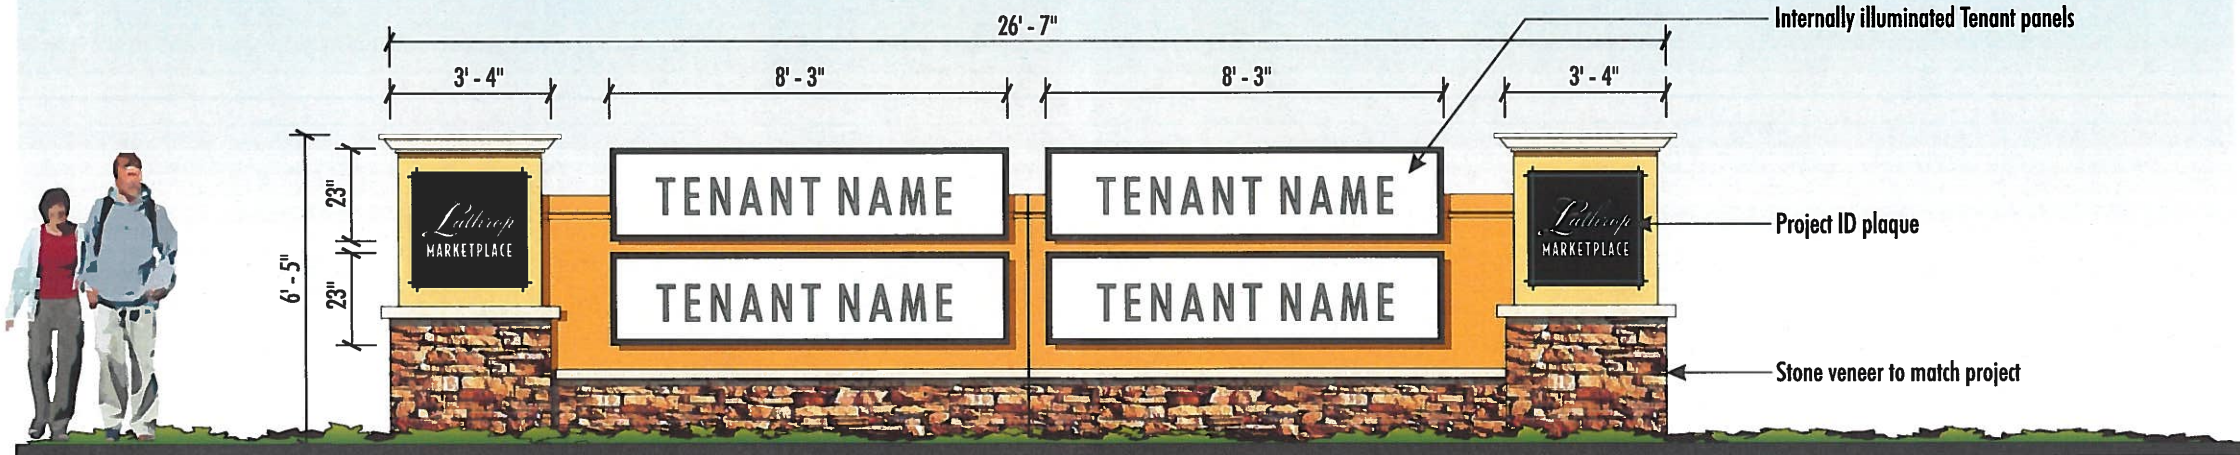 26' - 7"
Internally illuminated Tenant panels
3' - 4"
8' - 3"
8' - 3"
3' - 4"
23"
23"
6' - 5"
Lathrop
MARKETPLACE
TENANT NAME
TENANT NAME
TENANT NAME
TENANT NAME
Lathrop
MARKETPLACE
Project ID plaque
Stone veneer to match project